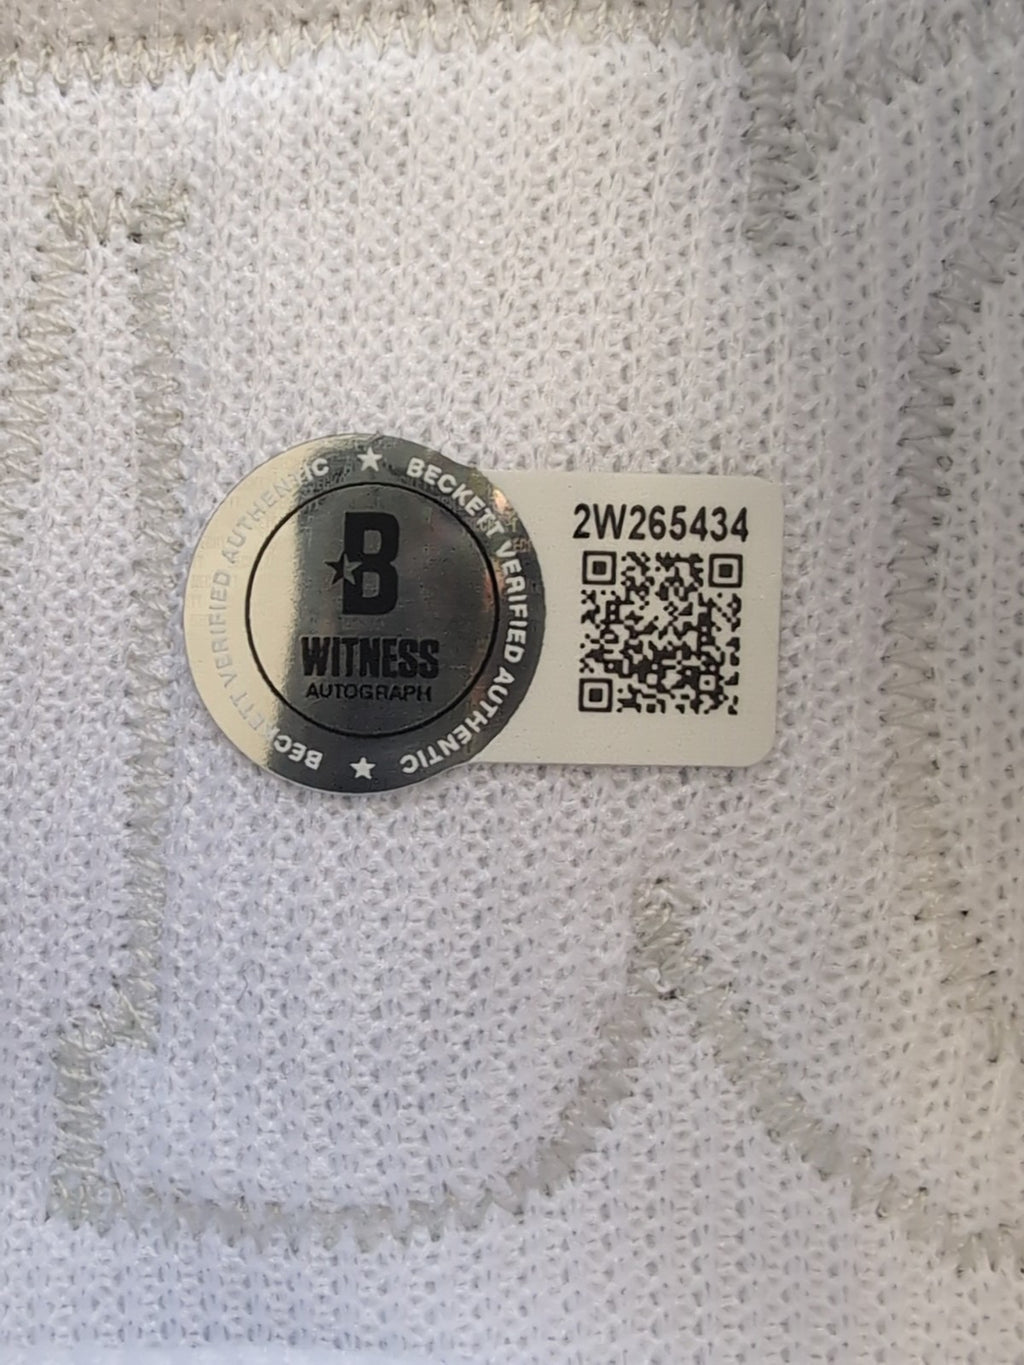 BECKETT VERIFIED AUTHENTIC ★ BECKETT VERIFIED AUTHENTIC ★
B
WITNESS
AUTOGRAPH
2W265434